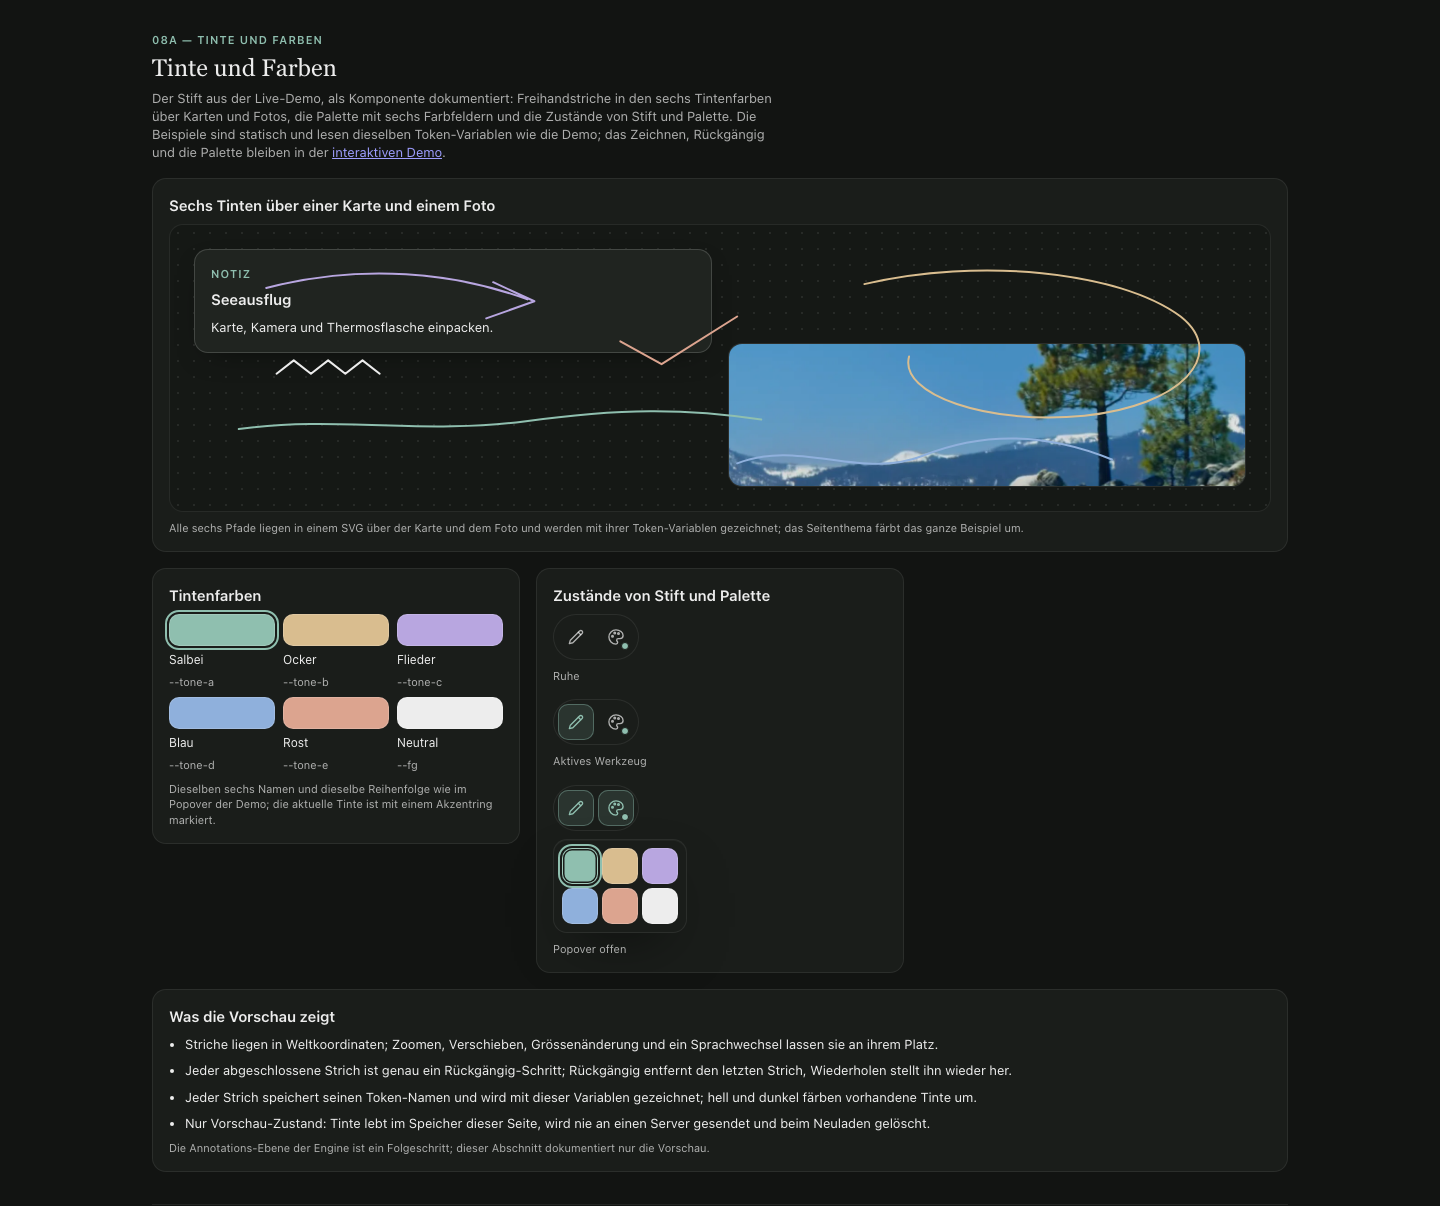 08A — TINTE UND FARBEN
Tinte und Farben
Der Stift aus der Live-Demo, als Komponente dokumentiert: Freihandstriche in den sechs Tintenfarben
über Karten und Fotos, die Palette mit sechs Farbfeldern und die Zustände von Stift und Palette. Die
Beispiele sind statisch und lesen dieselben Token-Variablen wie die Demo; das Zeichnen, Rückgängig
und die Palette bleiben in der interaktiven Demo.
Sechs Tinten über einer Karte und einem Foto
NOTIZ
Seeausflug
Karte, Kamera und Thermosflasche einpacken.
Alle sechs Pfade liegen in einem SVG über der Karte und dem Foto und werden mit ihrer Token-Variablen gezeichnet; das Seitenthema färbt das ganze Beispiel um.
Tintenfarben
Salbei
Ocker
Flieder
--tone-a
--tone-b
--tone-c
Blau
Rost
Neutral
--tone-d
--tone-e
--fg
Dieselben sechs Namen und dieselbe Reihenfolge wie im
Popover der Demo; die aktuelle Tinte ist mit einem Akzentring
markiert.
Zustände von Stift und Palette
Ruhe
Aktives Werkzeug
Popover offen
Was die Vorschau zeigt
• Striche liegen in Weltkoordinaten; Zoomen, Verschieben, Grössenänderung und ein Sprachwechsel lassen sie an ihrem Platz.
• Jeder abgeschlossene Strich ist genau ein Rückgängig-Schritt; Rückgängig entfernt den letzten Strich, Wiederholen stellt ihn wieder her.
• Jeder Strich speichert seinen Token-Namen und wird mit dieser Variablen gezeichnet; hell und dunkel färben vorhandene Tinte um.
• Nur Vorschau-Zustand: Tinte lebt im Speicher dieser Seite, wird nie an einen Server gesendet und beim Neuladen gelöscht.
Die Annotations-Ebene der Engine ist ein Folgeschritt; dieser Abschnitt dokumentiert nur die Vorschau.